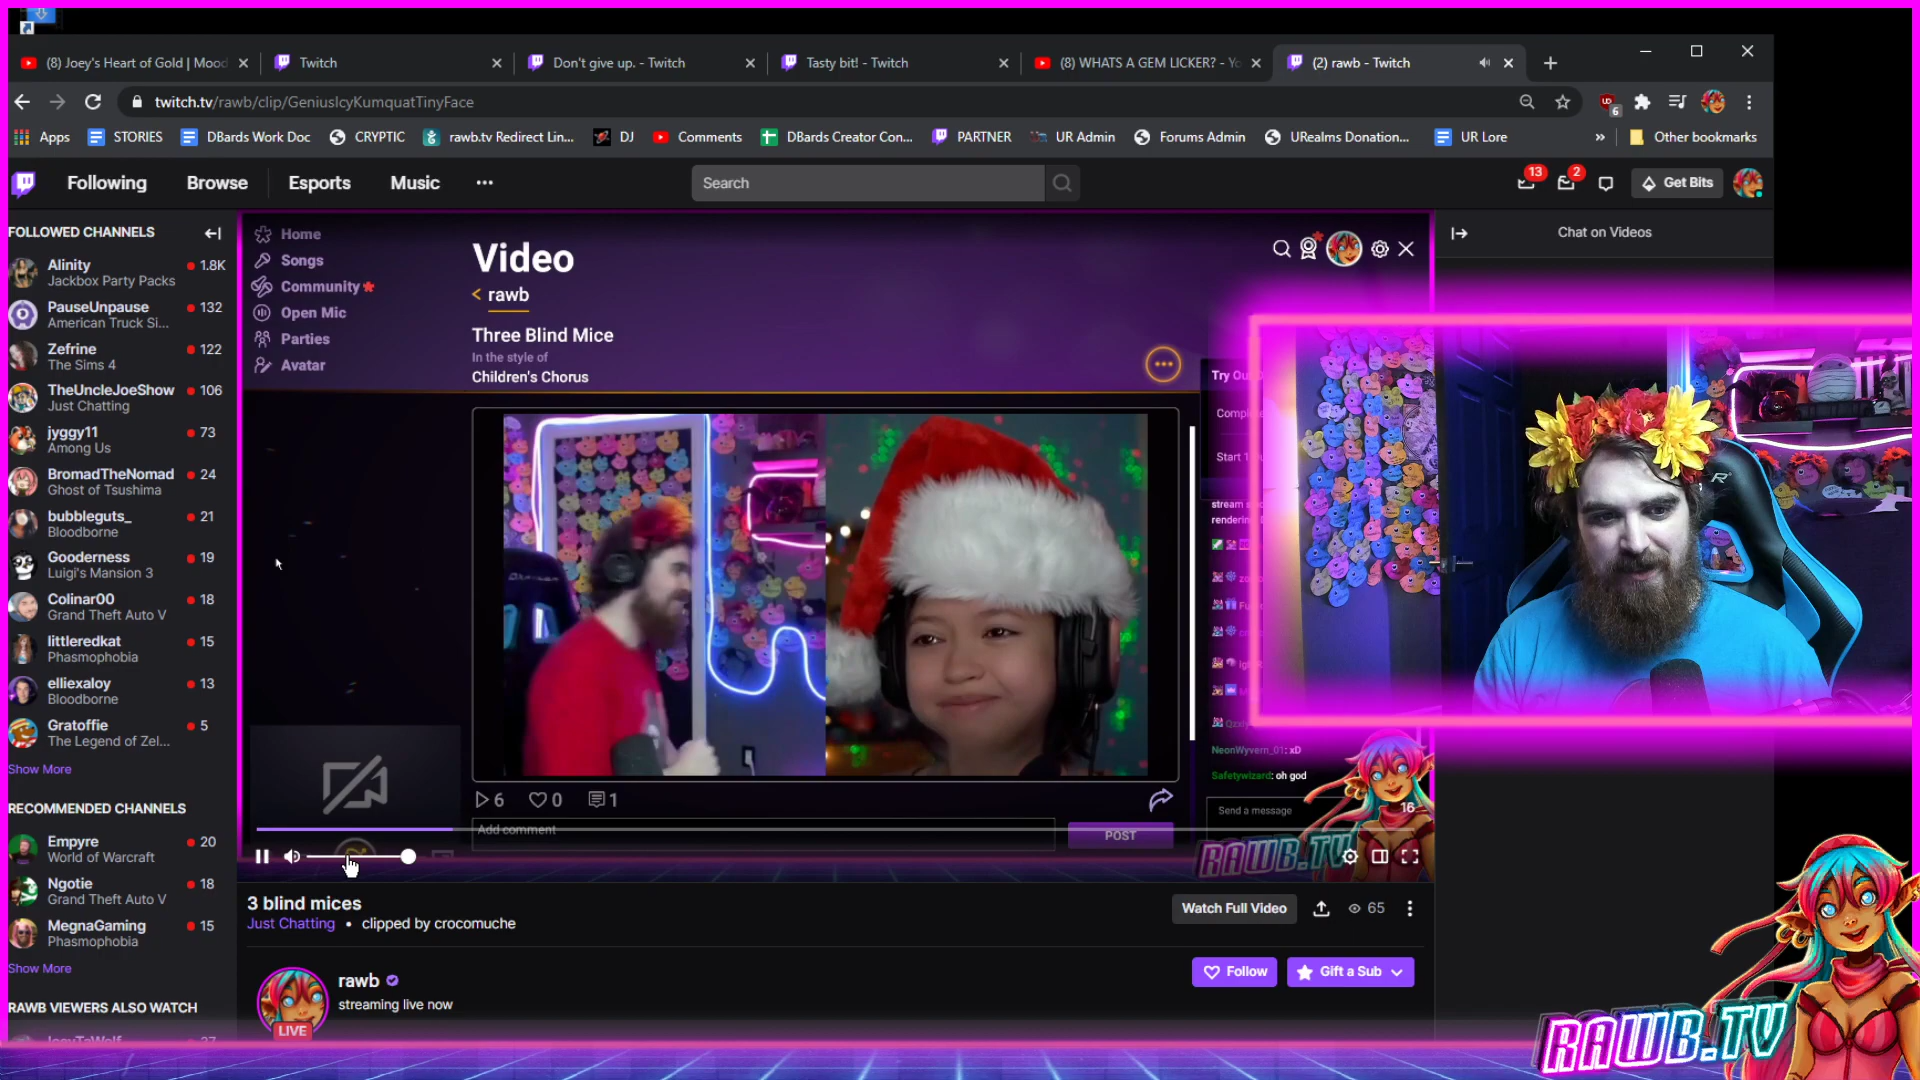 (8) Joey's Heart of Gold | Mood
Twitch
Don't give up. - Twitch
Tasty bit! - Twitch
(8) WHATS A GEM LICKER? - Yo
(2) rawb - Twitch
twitch.tv/rawb/clip/GeniusIcyKumquatTinyFace
6
Apps
STORIES
DBards Work Doc
CRYPTIC
rawb.tv Redirect Lin...
DJ
Comments
DBards Creator Con...
PARTNER
UR Admin
Forums Admin
URealms Donation...
UR Lore
»
Other bookmarks
Following
Browse
Esports
Music
Search
13
2
Get Bits
FOLLOWED CHANNELS
Alinity
1.8K
Jackbox Party Packs
PauseUnpause
132
American Truck Si...
Zefrine
122
The Sims 4
TheUncleJoeShow
106
Just Chatting
jyggy11
73
Among Us
BromadTheNomad
24
Ghost of Tsushima
bubbleguts_
21
Bloodborne
Gooderness
19
Luigi's Mansion 3
Colinar00
18
Grand Theft Auto V
littleredkat
15
Phasmophobia
elliexaloy
13
Bloodborne
Gratoffie
5
The Legend of Zel...
Show More
RECOMMENDED CHANNELS
Empyre
20
World of Warcraft
Ngotie
18
Grand Theft Auto V
MegnaGaming
15
Phasmophobia
Show More
RAWB VIEWERS ALSO WATCH
Home
Songs
Community
Open Mic
Parties
Avatar
Video
< rawb
Three Blind Mice
In the style of
Children's Chorus
6
0
1
Add comment
POST
Try
Start
stream
NeonWyvern_01: xD
Safetywizard: oh god
Send a message
16
RAWB.TV
3 blind mices
Just Chatting • clipped by crocomuche
Watch Full Video
65
rawb
streaming live now
LIVE
Follow
Gift a Sub
Chat on Videos
RAWB.TV